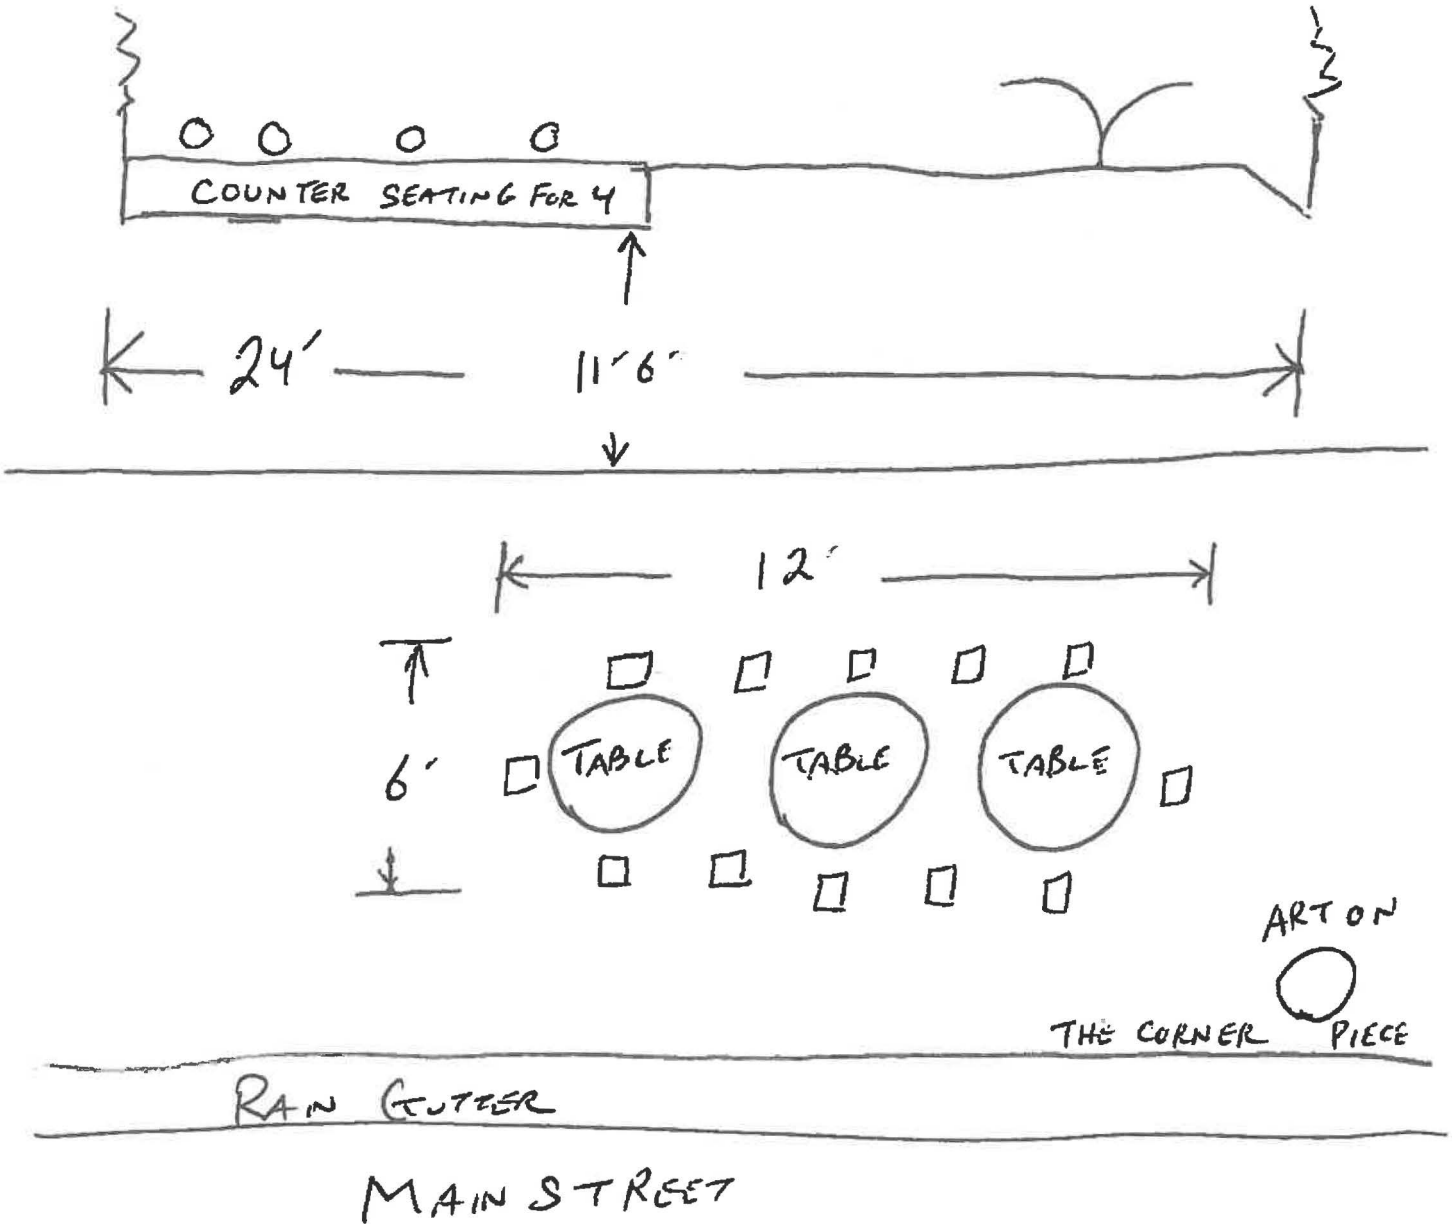 COUNTER SEATING FOR 4
24'
11'6"
12'
6'
TABLE TABLE TABLE
ART ON
THE CORNER PIECE
RAIN GUTTER
MAIN STREET